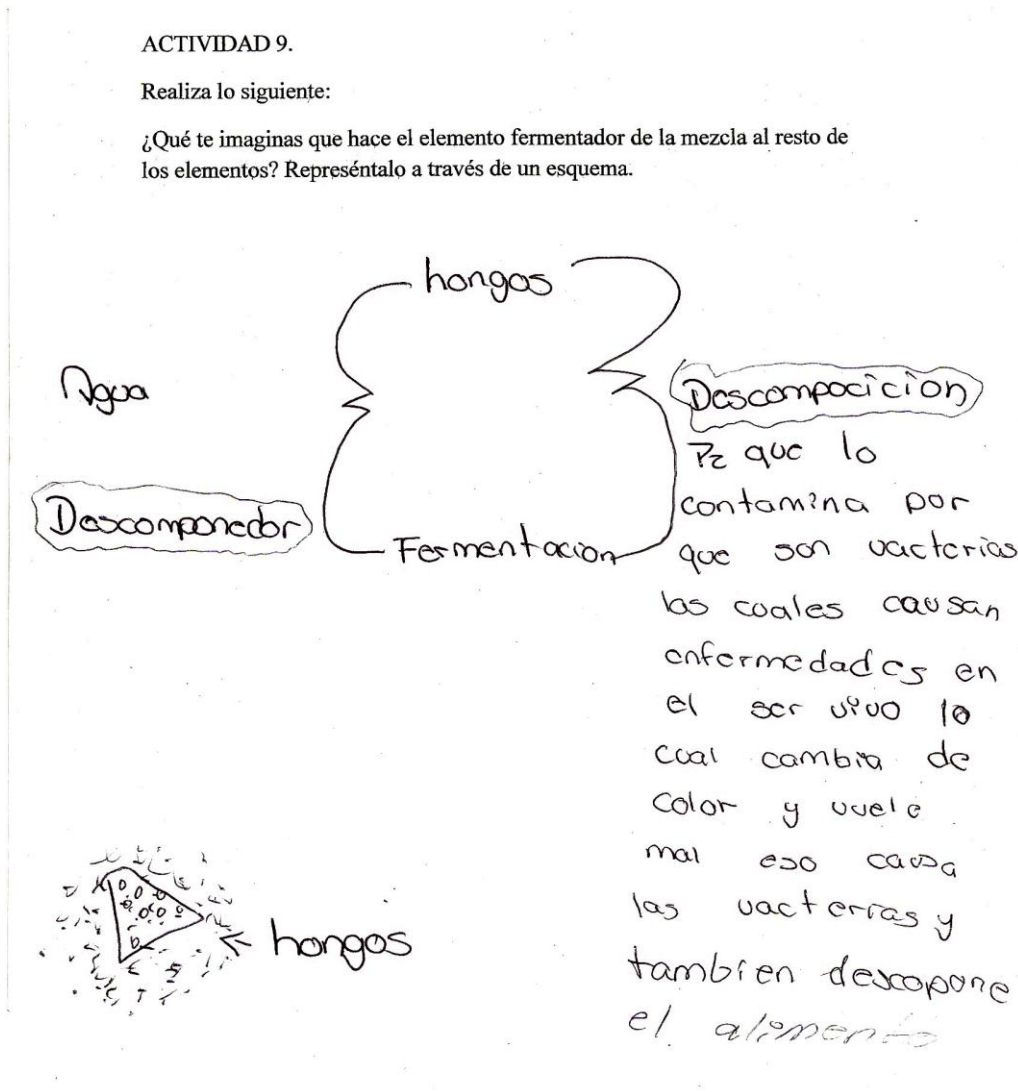 ACTIVIDAD 9.
Realiza lo siguiente:
¿Qué te imaginas que hace el elemento fermentador de la mezcla al resto de
los elementos? Represéntalo a través de un esquema.
hongos
Agua
Descomponedor
Fermentacion
Descompocicion
que lo
contamina por
que son vacterias
las cuales causan
enfermedades en
el ser vivo lo
cual cambia de
color y vuele
mal eso causa
las vacterias y
tambien descopone
el alimento
hongos